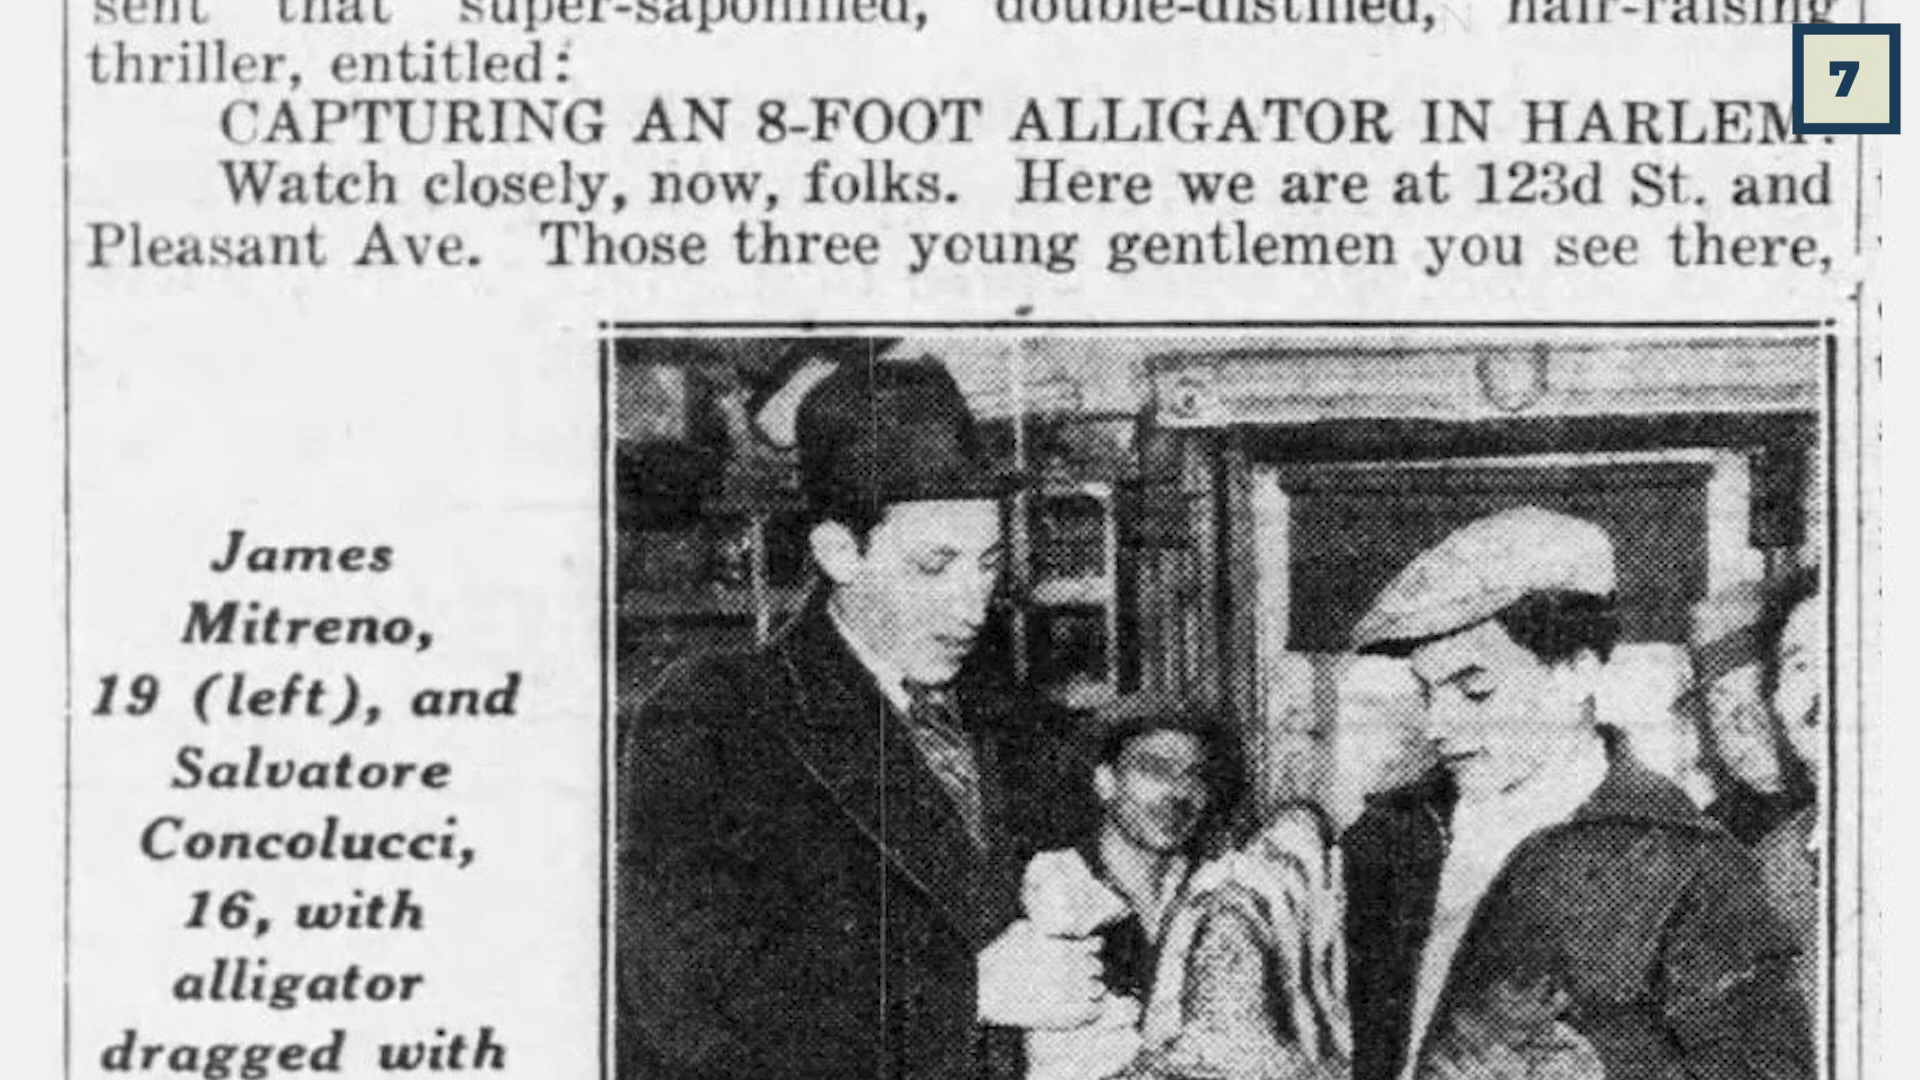 sent that super-saponified, double-distilled, hair-raising
thriller, entitled:
CAPTURING AN 8-FOOT ALLIGATOR IN HARLEM.
Watch closely, now, folks. Here we are at 123d St. and
Pleasant Ave. Those three young gentlemen you see there,
James
Mitreno,
19 (left), and
Salvatore
Concolucci,
16, with
alligator
dragged with
7